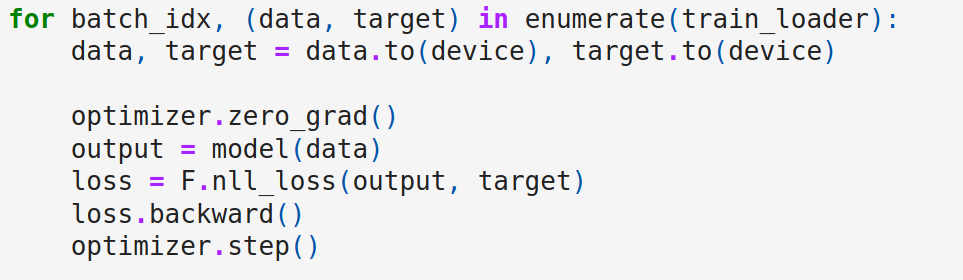 for batch_idx, (data, target) in enumerate(train_loader):
    data, target = data.to(device), target.to(device)

    optimizer.zero_grad()
    output = model(data)
    loss = F.nll_loss(output, target)
    loss.backward()
    optimizer.step()